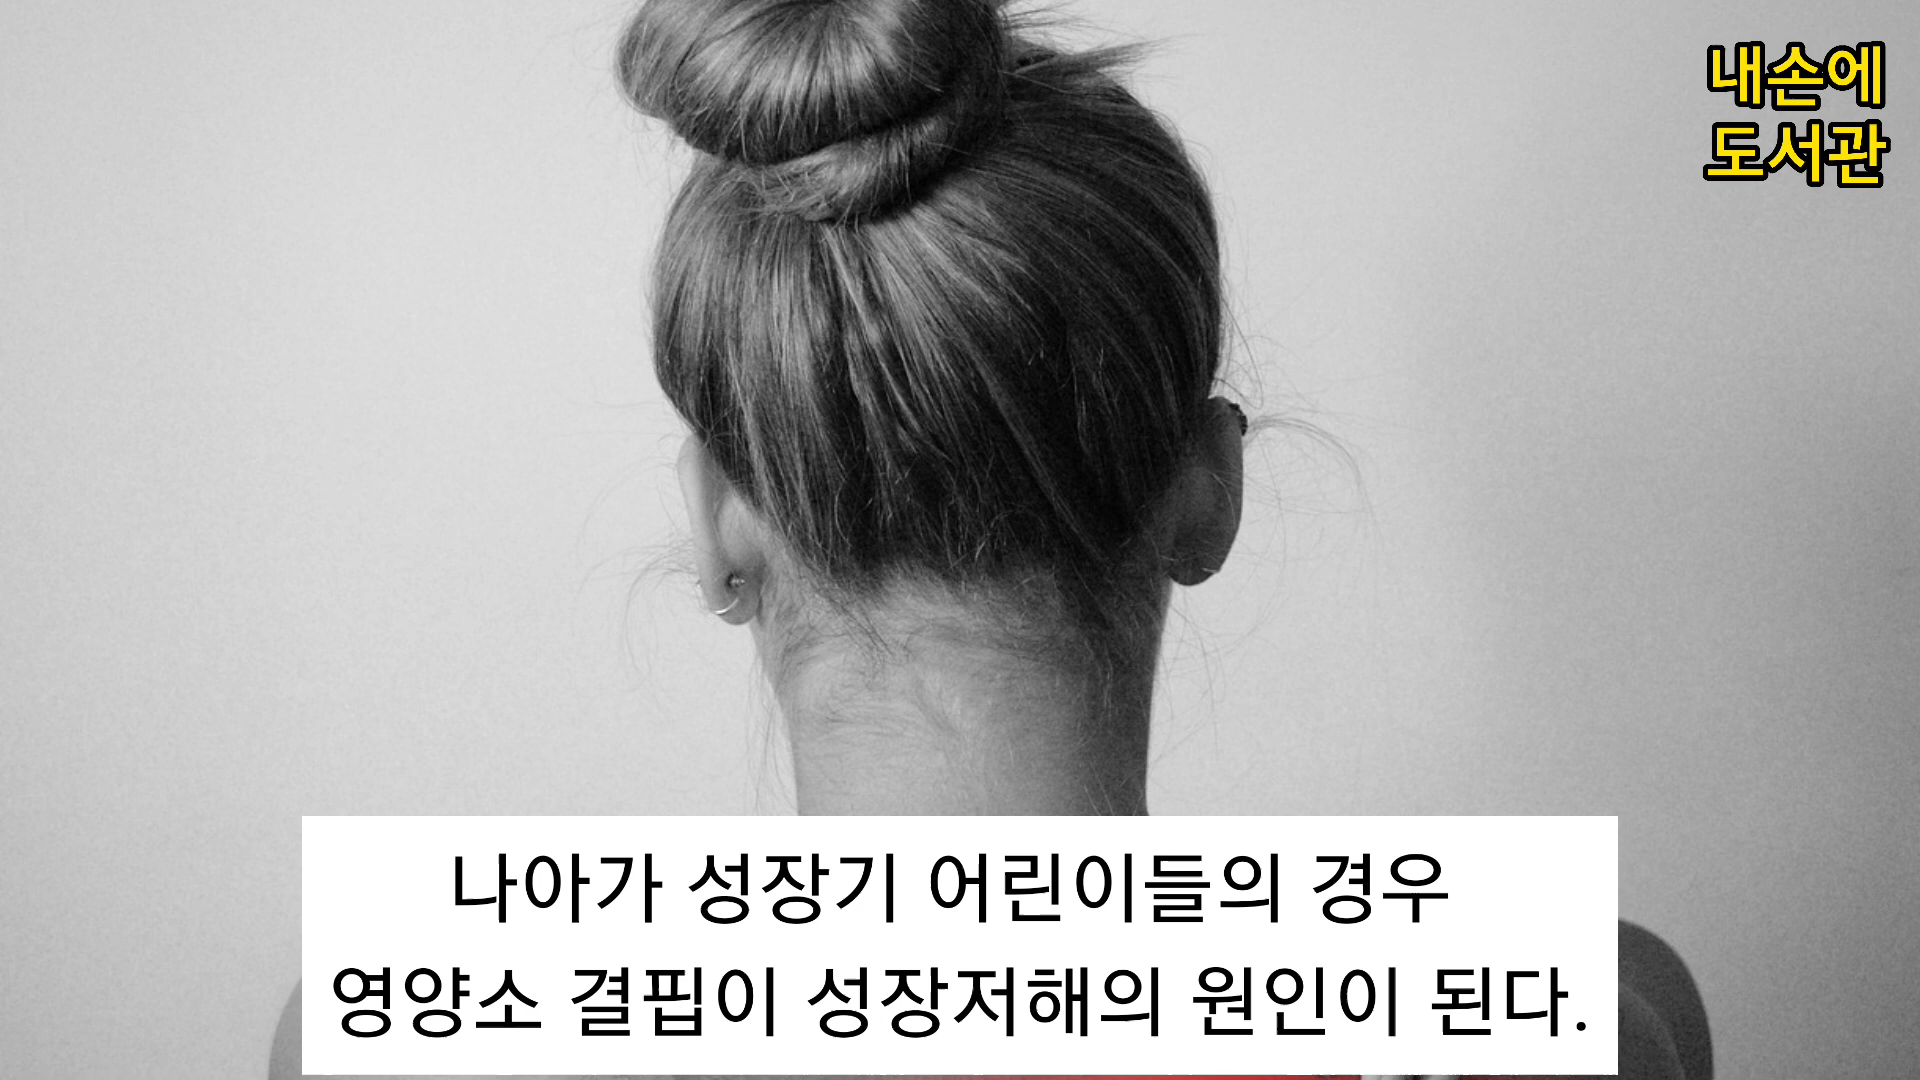 내손에
도서관
나아가 성장기 어린이들의 경우
영양소 결핍이 성장저해의 원인이 된다.